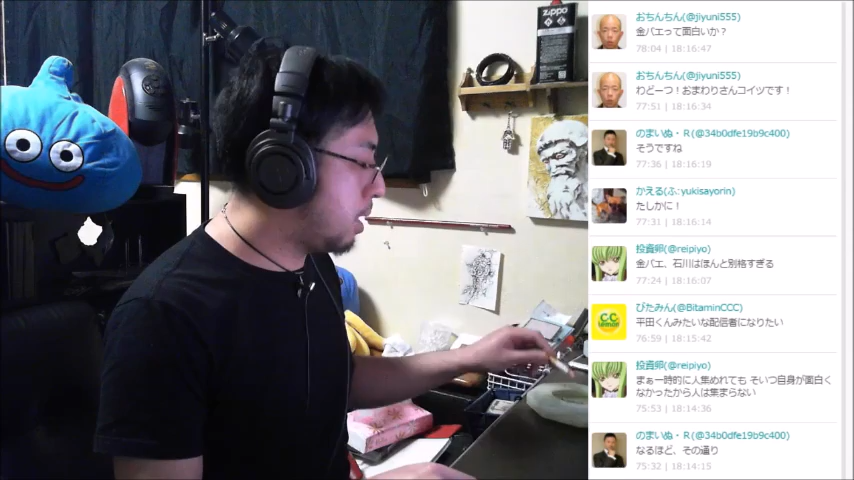 zippo
おちんちん(@jiyuni555)
金バエって面白いか？
78:04 | 18:16:47
おちんちん(@jiyuni555)
わどーつ！おまわりさんコイツです！
77:51 | 18:16:34
のまいぬ・Ｒ(@34b0dfe19b9c400)
そうですね
77:36 | 18:16:19
かえる(ふ:yukisayorin)
たしかに！
77:31 | 18:16:14
投資卵(@reipiyo)
金バエ、石川はほんと別格すぎる
77:24 | 18:16:07
びたみん(@BitaminCCC)
平田くんみたいな配信者になりたい
76:59 | 18:15:42
投資卵(@reipiyo)
まぁ一時的に人集めれても そいつ自身が面白く
なかったから人は集まらない
75:53 | 18:14:36
のまいぬ・Ｒ(@34b0dfe19b9c400)
なるほど、その通り
75:32 | 18:14:15